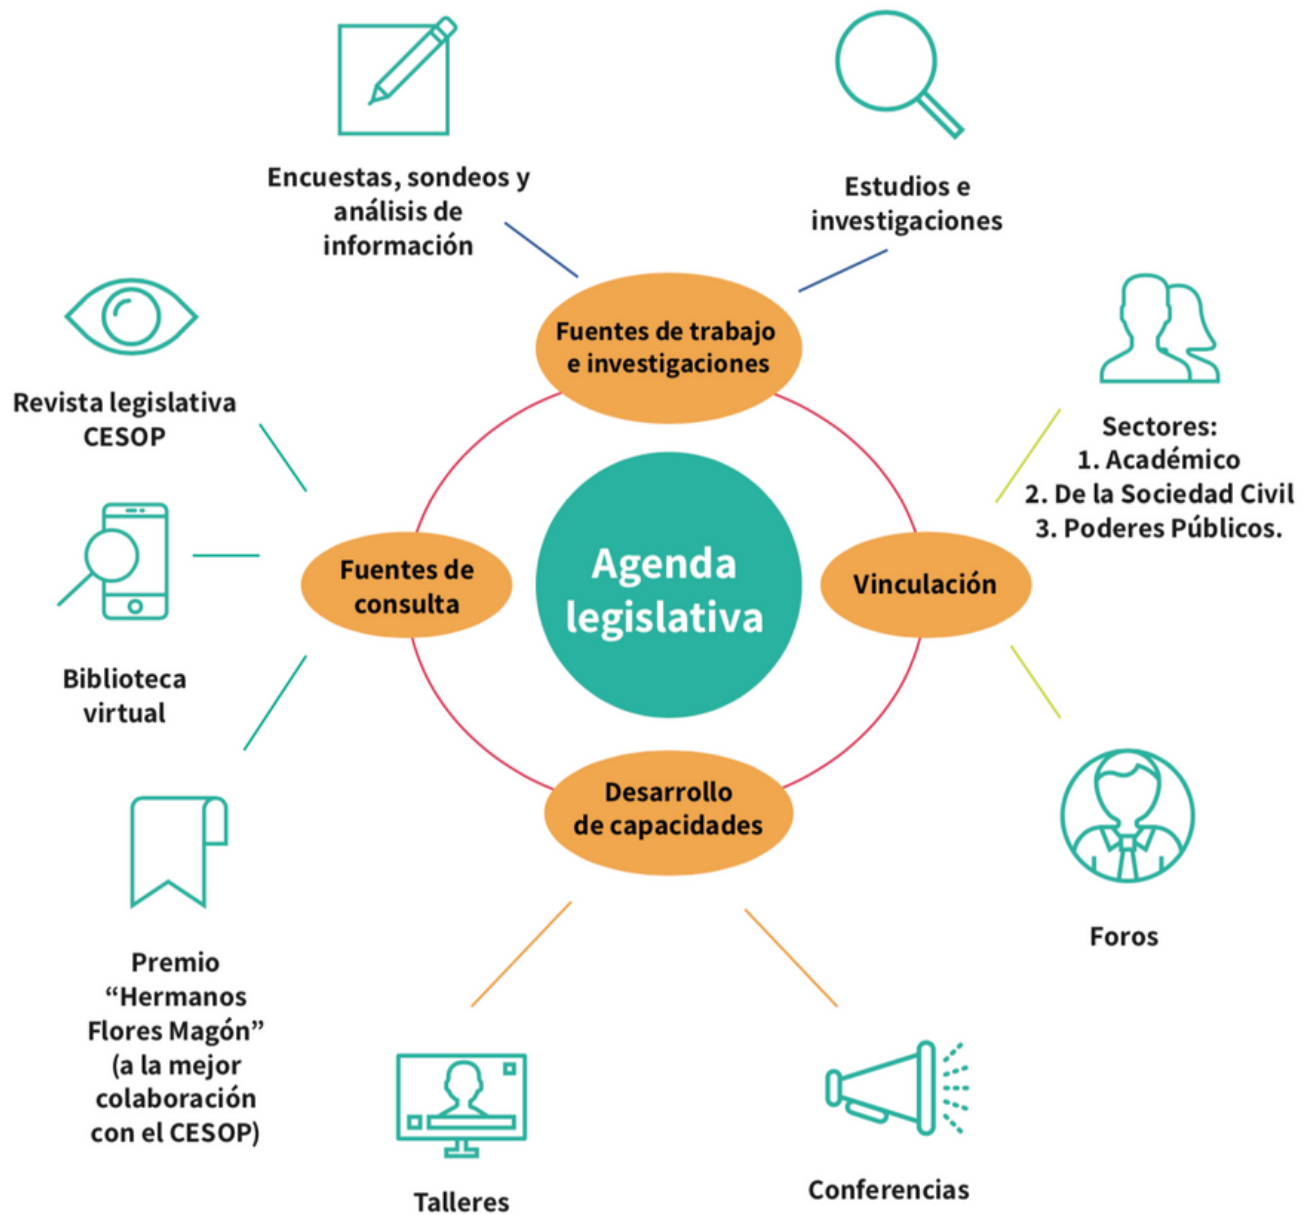 Encuestas, sondeos y
análisis de
información
Estudios e
investigaciones
Fuentes de trabajo
e investigaciones
Revista legislativa
CESOP
Sectores:
1. Académico
2. De la Sociedad Civil
3. Poderes Públicos.
Fuentes de
consulta
Agenda
legislativa
Vinculación
Biblioteca
virtual
Desarrollo
de capacidades
Foros
Premio
“Hermanos
Flores Magón”
(a la mejor
colaboración
con el CESOP)
Talleres
Conferencias